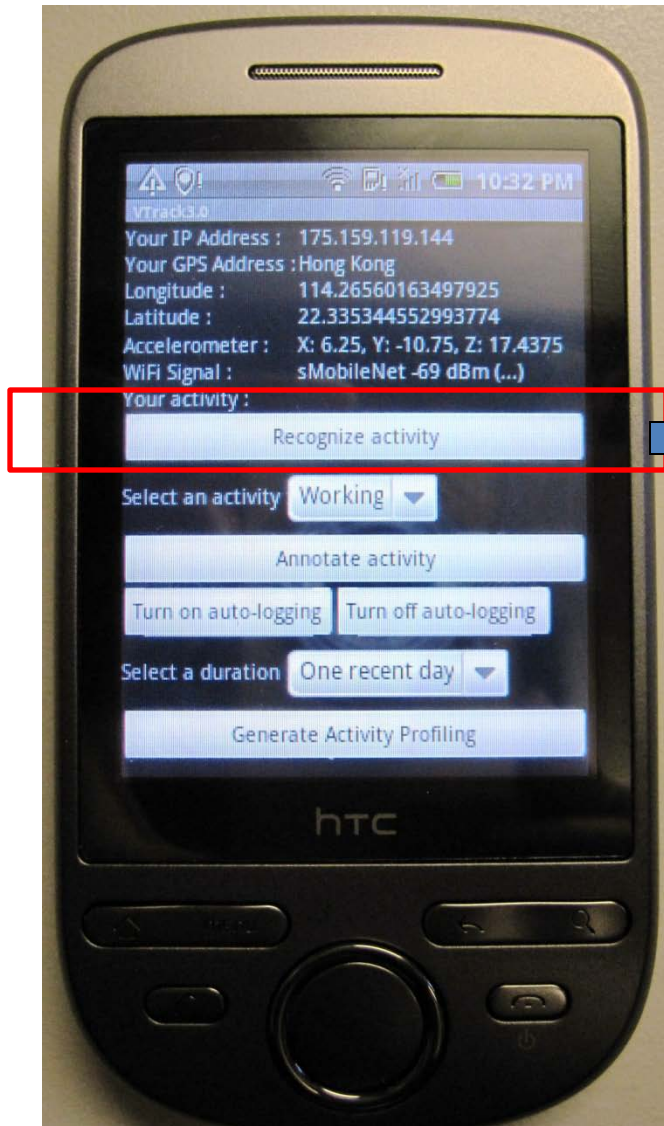 10:32 PM
VTrack3.0
Your IP Address : 175.159.119.144
Your GPS Address :Hong Kong
Longitude : 114.26560163497925
Latitude : 22.335344552993774
Accelerometer : X: 6.25, Y: -10.75, Z: 17.4375
WiFi Signal : sMobileNet -69 dBm (...)
Your activity :
Recognize activity
Select an activity Working
Annotate activity
Turn on auto-logging Turn off auto-logging
Select a duration One recent day
Generate Activity Profiling
hTC
MENU